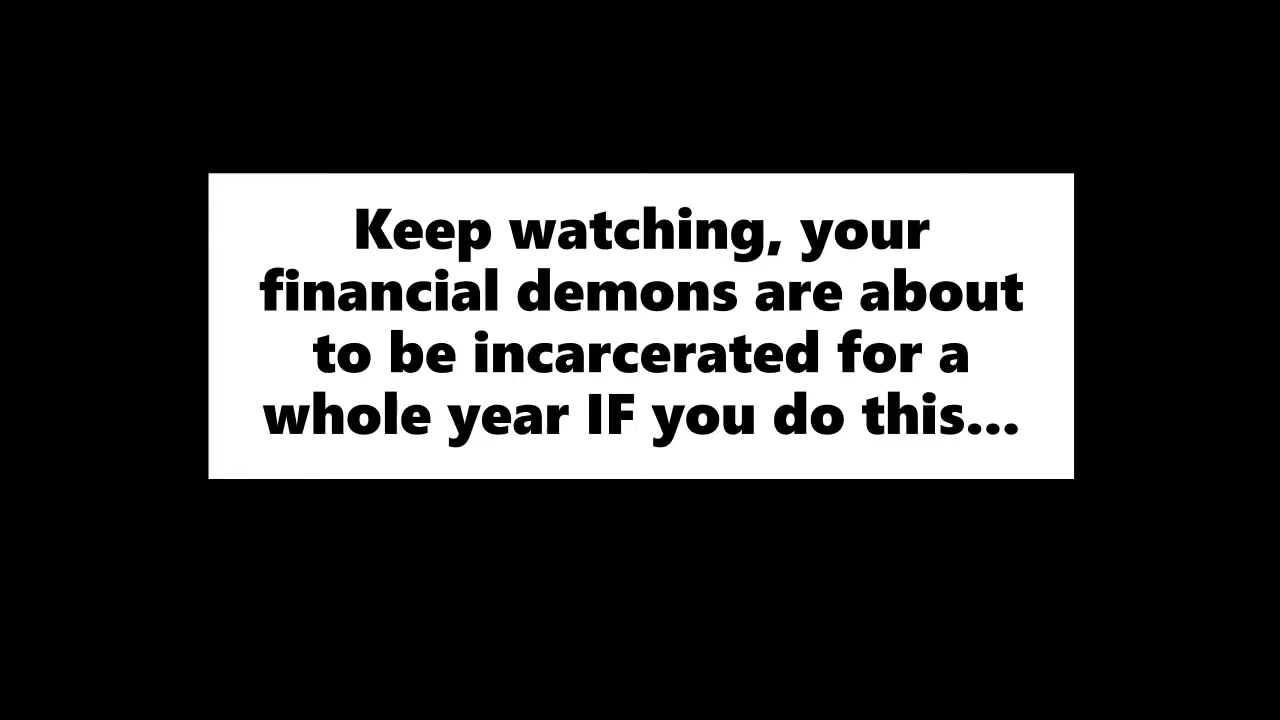 Keep watching, your
financial demons are about
to be incarcerated for a
whole year IF you do this...